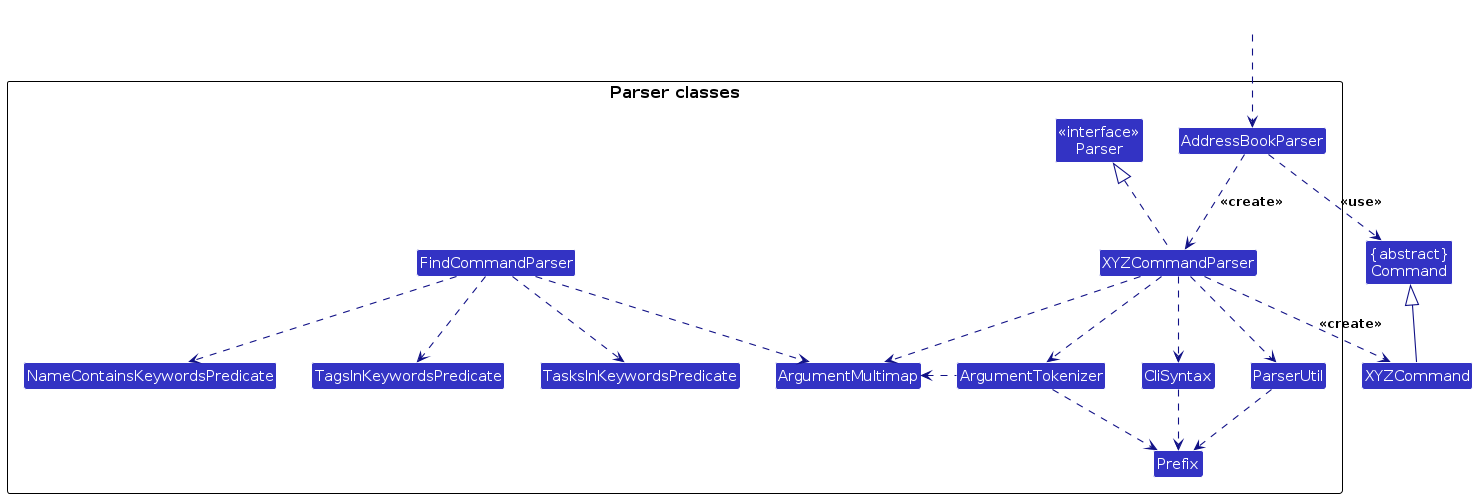 Parser classes
«interface»
Parser
AddressBookParser
«create»
«use»
{abstract}
Command
FindCommandParser
XYZCommandParser
«create»
NameContainsKeywordsPredicate
TagsInKeywordsPredicate
TasksInKeywordsPredicate
ArgumentMultimap
ArgumentTokenizer
CliSyntax
ParserUtil
XYZCommand
Prefix